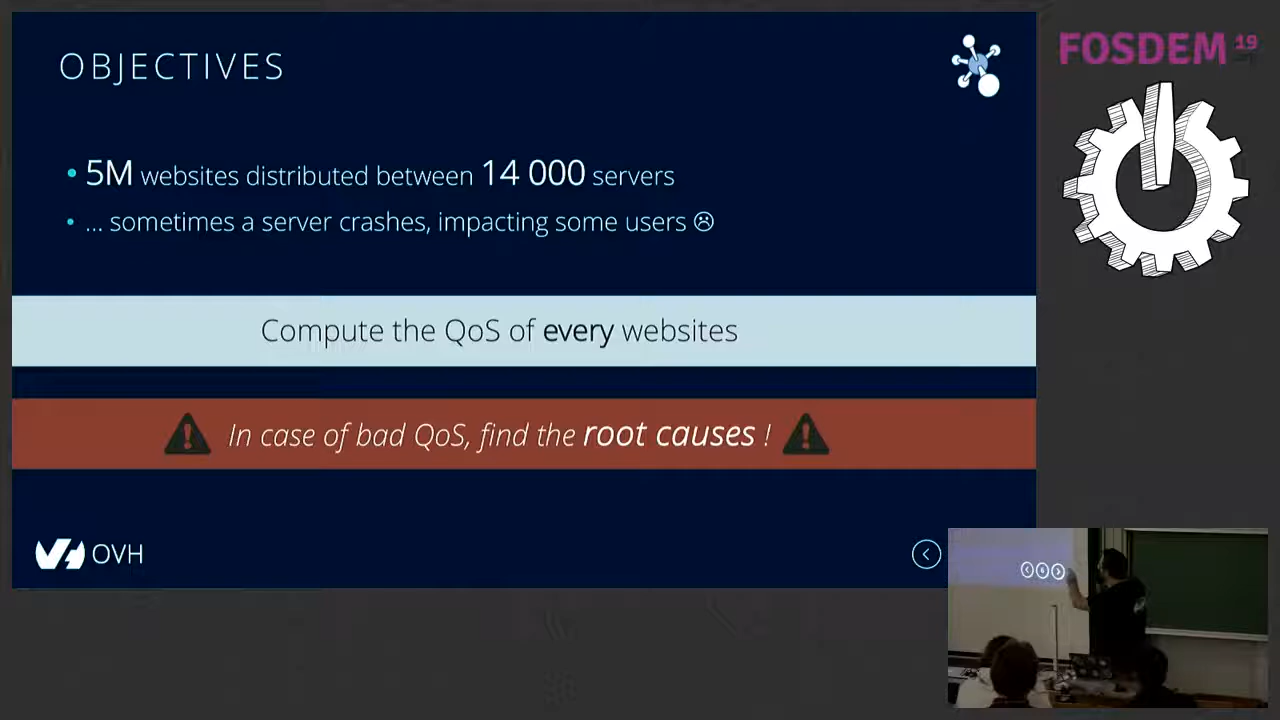 OBJECTIVES
FOSDEM 19
• 5M websites distributed between 14 000 servers
• ... sometimes a server crashes, impacting some users ☹
Compute the QoS of every websites
In case of bad QoS, find the root causes !
OVH